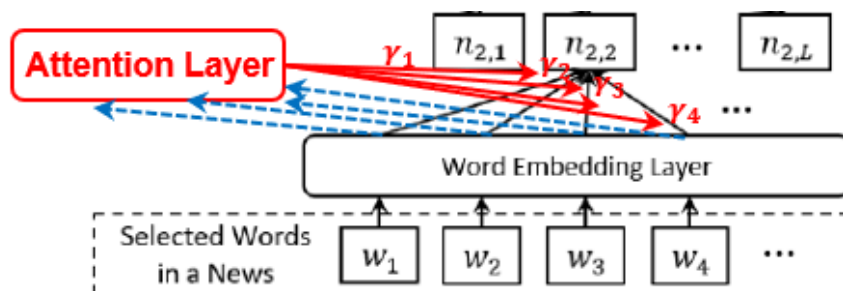 n2,1 n2,2 ... n2,L
Attention Layer
γ1
γ2
γ3
γ4
...
Word Embedding Layer
Selected Words
in a News
w1 w2 w3 w4 ...